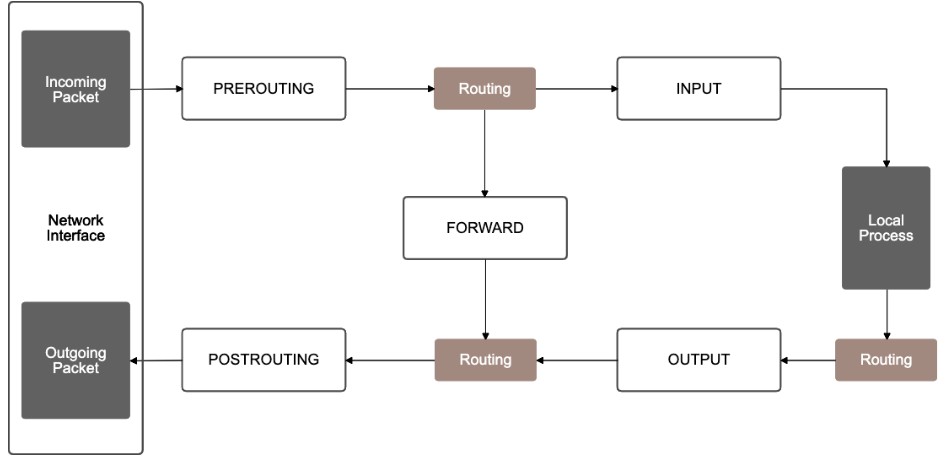 Incoming
Packet
PREROUTING
Routing
INPUT
Network
Interface
FORWARD
Local
Process
Outgoing
Packet
POSTROUTING
Routing
OUTPUT
Routing